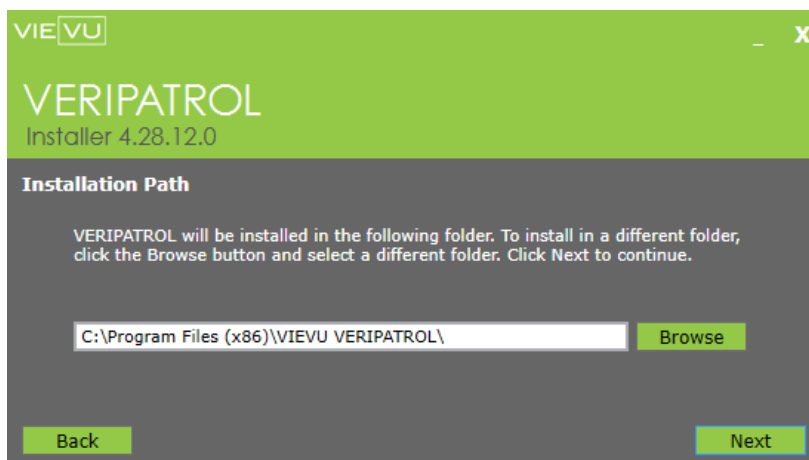 VIEVU
_ X
VERIPATROL
Installer 4.28.12.0
Installation Path
VERIPATROL will be installed in the following folder. To install in a different folder,
click the Browse button and select a different folder. Click Next to continue.
C:\Program Files (x86)\VIEVU VERIPATROL\
Browse
Back
Next